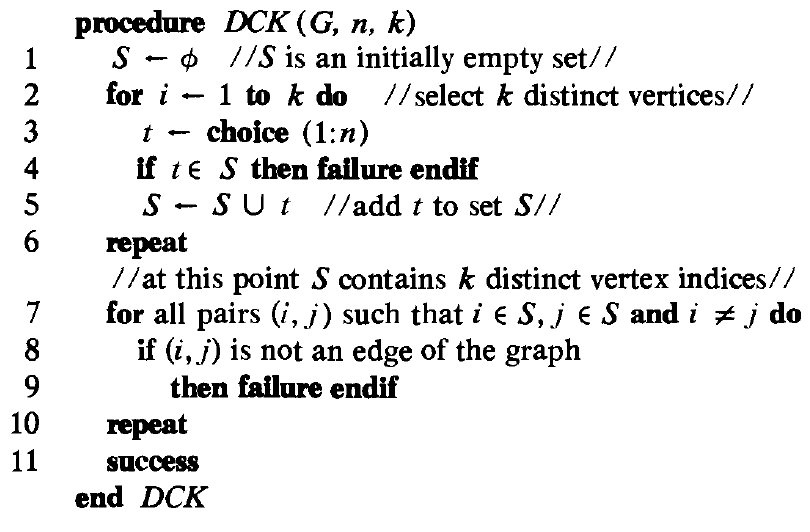 procedure DCK(G, n, k)
1 S ← ϕ //S is an initially empty set//
2 for i ← 1 to k do //select k distinct vertices//
3 t ← choice (1:n)
4 if t ϵ S then failure endif
5 S ← S ∪ t //add t to set S//
6 repeat
//at this point S contains k distinct vertex indices//
7 for all pairs (i, j) such that i ϵ S, j ϵ S and i ≠ j do
8 if (i, j) is not an edge of the graph
9 then failure endif
10 repeat
11 success
end DCK